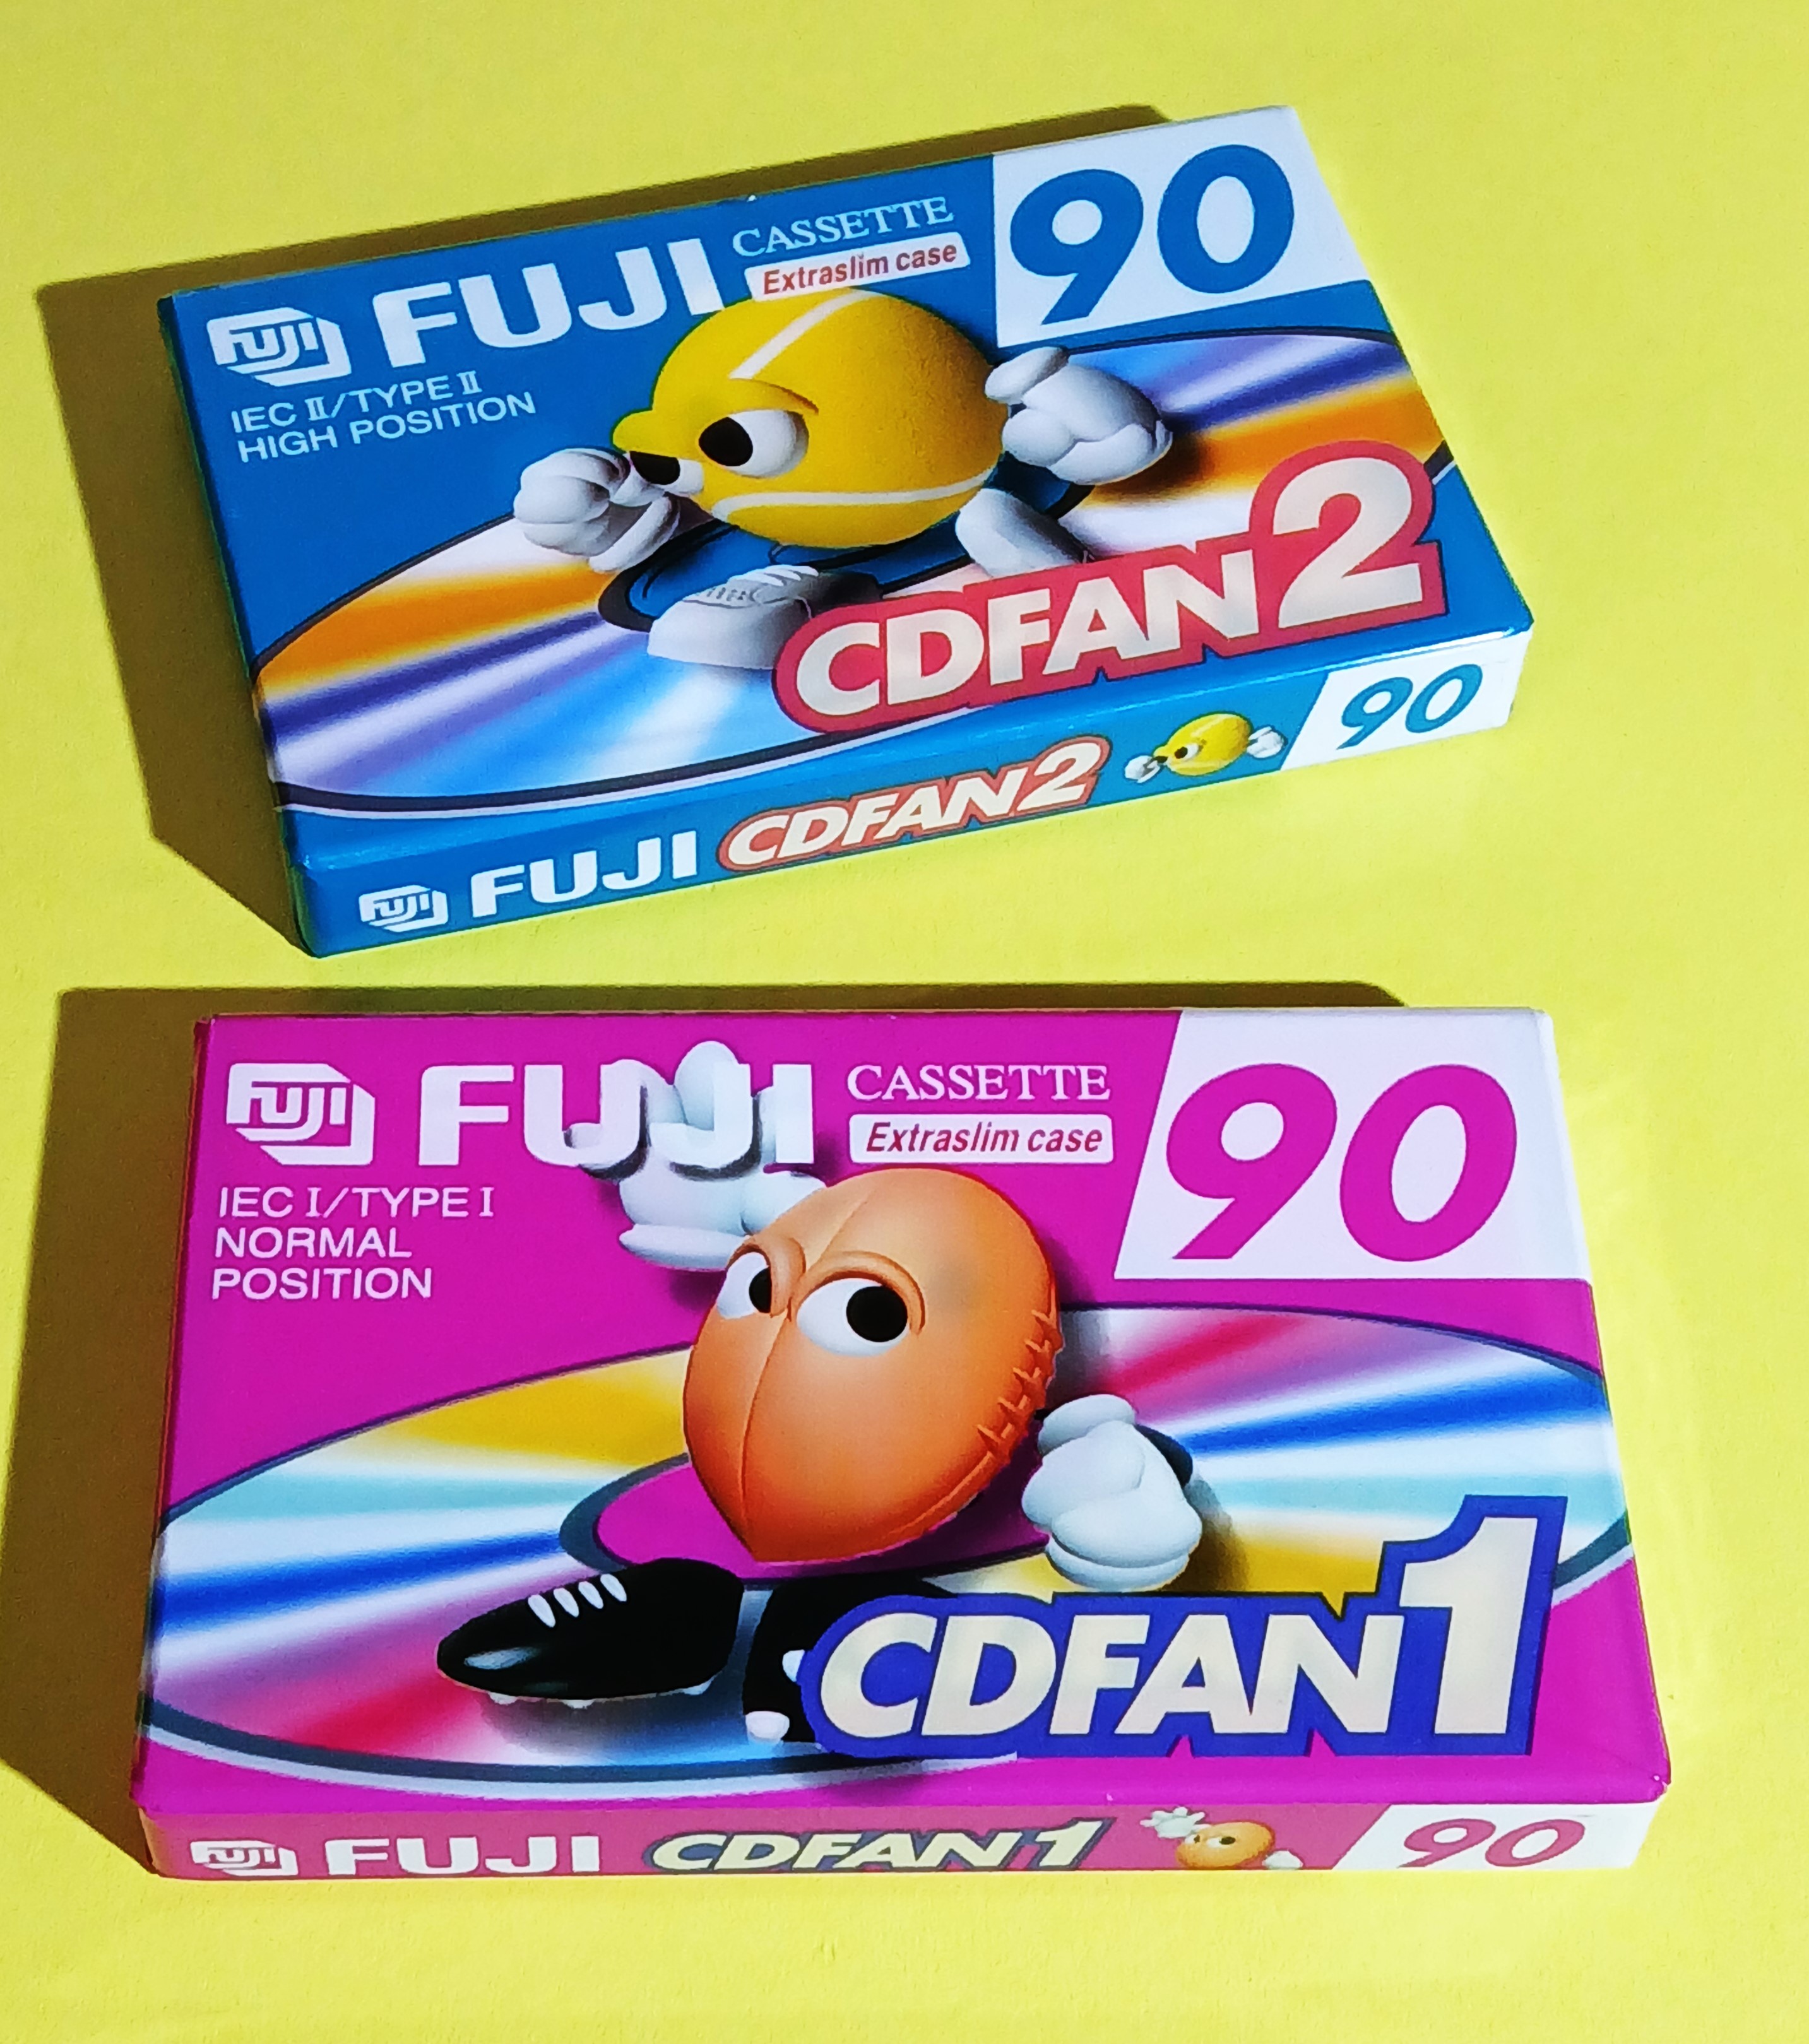 FUJI FUJI CASSETTE 90
Extraslim case
IEC II/TYPE II
HIGH POSITION
CDFAN2
FUJI FUJI CDFAN2 90
FUJI FUJI CASSETTE 90
Extraslim case
IEC I/TYPE I
NORMAL
POSITION
CDFAN1
FUJI FUJI CDFAN1 90